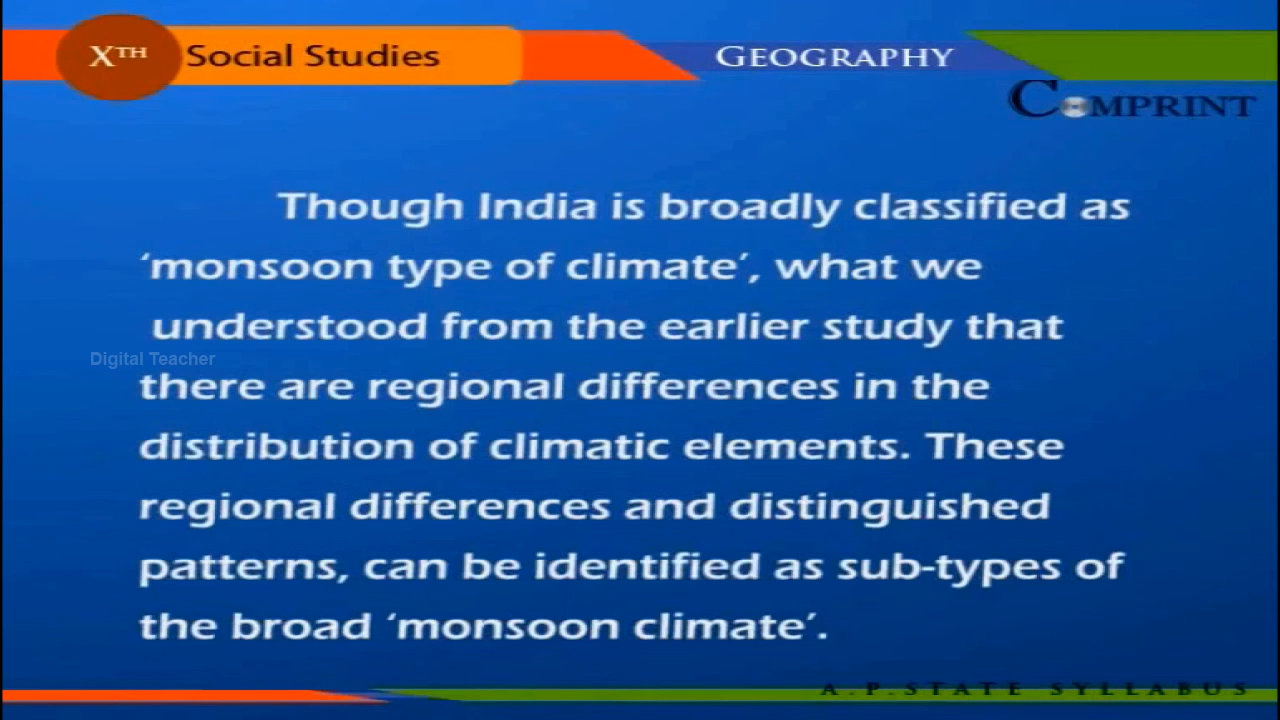 XTH Social Studies
GEOGRAPHY
COMPRINT
Though India is broadly classified as
‘monsoon type of climate’, what we
understood from the earlier study that
Digital Teacher
there are regional differences in the
distribution of climatic elements. These
regional differences and distinguished
patterns, can be identified as sub-types of
the broad ‘monsoon climate’.
A.P.STATE SYLLABUS